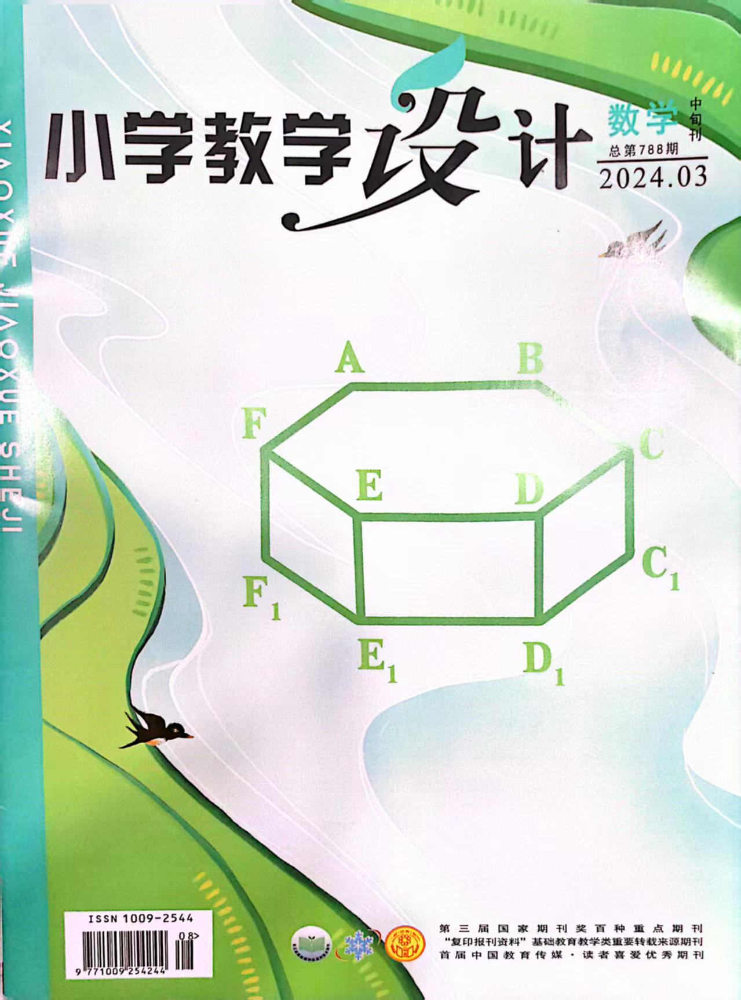 小学教学设计
数学
中旬刊
总第788期
2024.03
XIAOXUE JIAOXUE SHEJI
A
B
F
C
E
D
F1
C1
E1
D1
ISSN 1009-2544
08>
9 771009 254244
第三届国家期刊奖百种重点期刊
“复印报刊资料”基础教育教学类重要转载来源期刊
首届中国教育传媒·读者喜爱优秀期刊